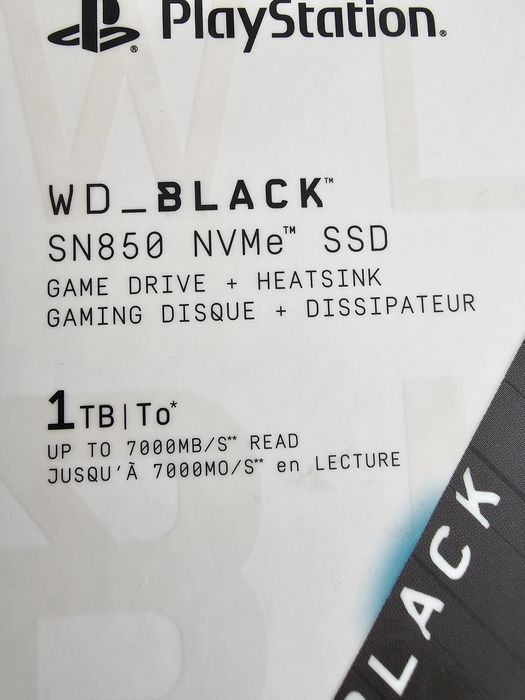 PlayStation®
WD_BLACK™
SN850 NVMe™ SSD
GAME DRIVE + HEATSINK
GAMING DISQUE + DISSIPATEUR
1TB|To*
UP TO 7000MB/S** READ
JUSQU'À 7000MO/S** en LECTURE
BLACK